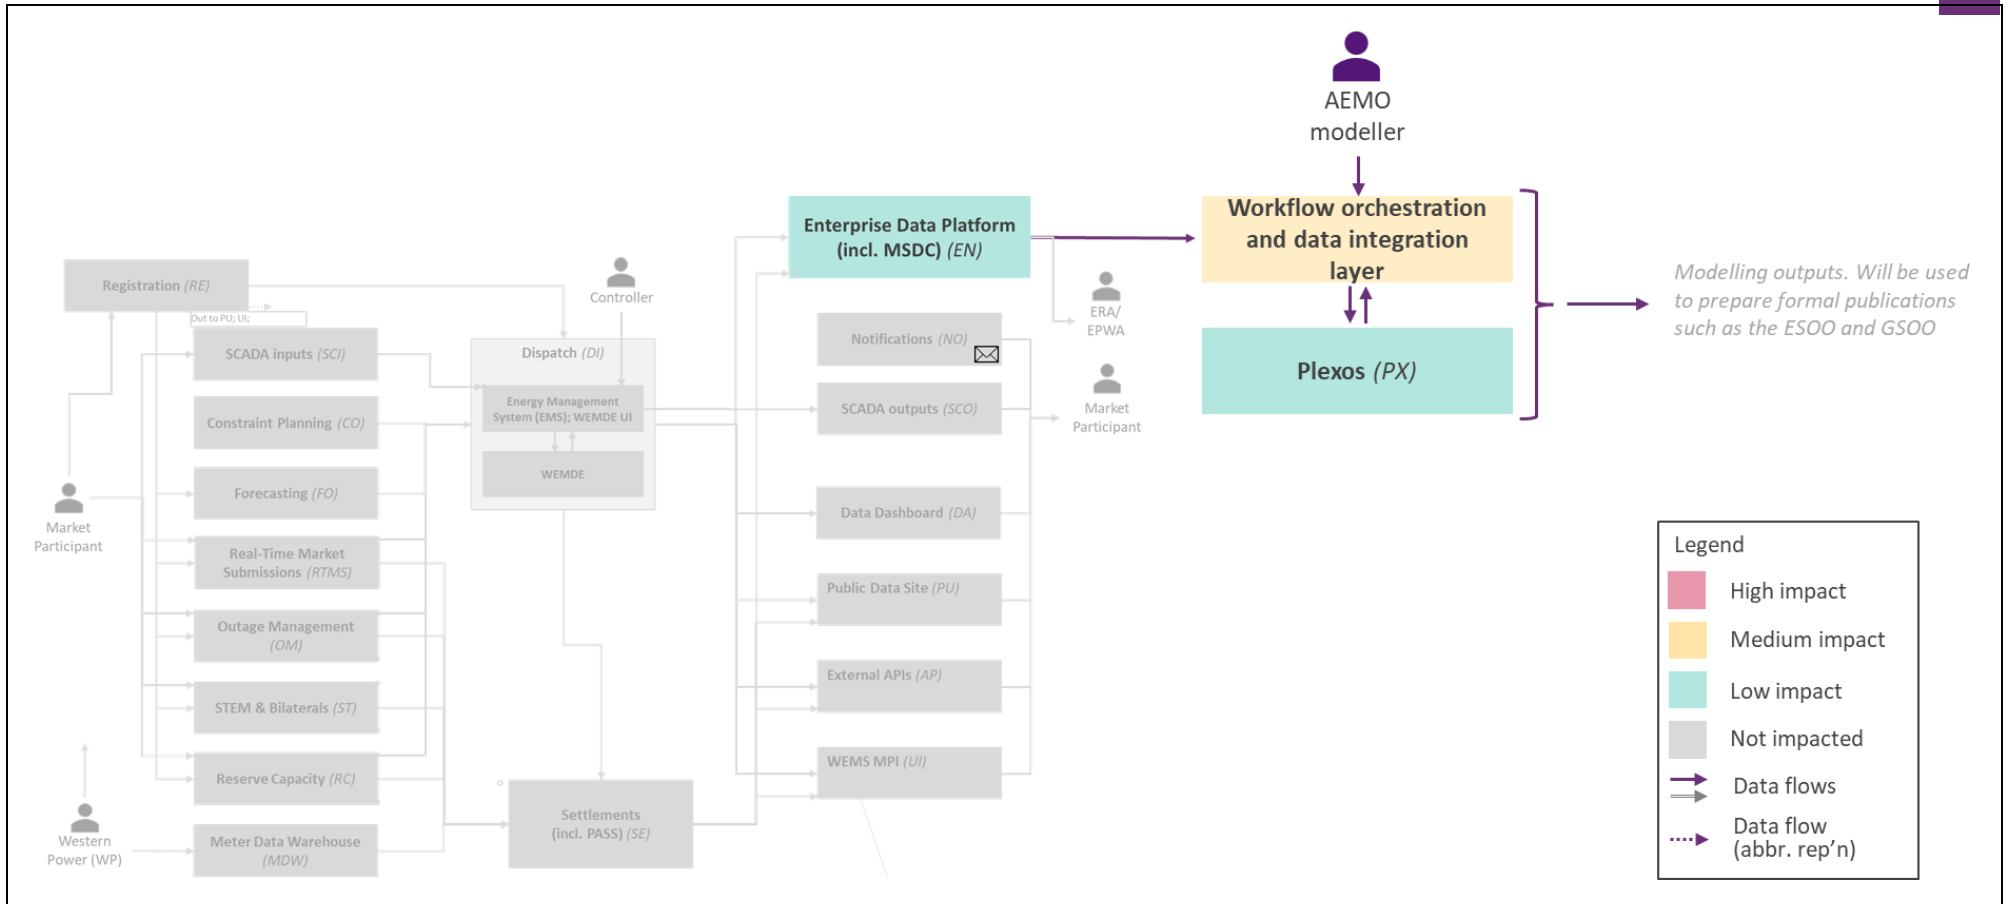 AEMO
modeller
Workflow orchestration
and data integration
layer
Enterprise Data Platform
(incl. MSDC) (EN)
Plexos (PX)
Modelling outputs. Will be used
to prepare formal publications
such as the ESOO and GSOO
Registration (RE)
Out to PU; UI;
SCADA inputs (SCI)
Constraint Planning (CO)
Forecasting (FO)
Real-Time Market
Submissions (RTMS)
Outage Management
(OM)
STEM & Bilaterals (ST)
Reserve Capacity (RC)
Meter Data Warehouse
(MDW)
Market
Participant
Western
Power (WP)
Controller
Dispatch (DI)
Energy Management
System (EMS); WEMDE UI
WEMDE
Settlements
(incl. PASS) (SE)
Notifications (NO)
SCADA outputs (SCO)
Data Dashboard (DA)
Public Data Site (PU)
External APIs (AP)
WEMS MPI (UI)
ERA/
EPWA
Market
Participant
Legend
High impact
Medium impact
Low impact
Not impacted
Data flows
Data flow
(abbr. rep’n)